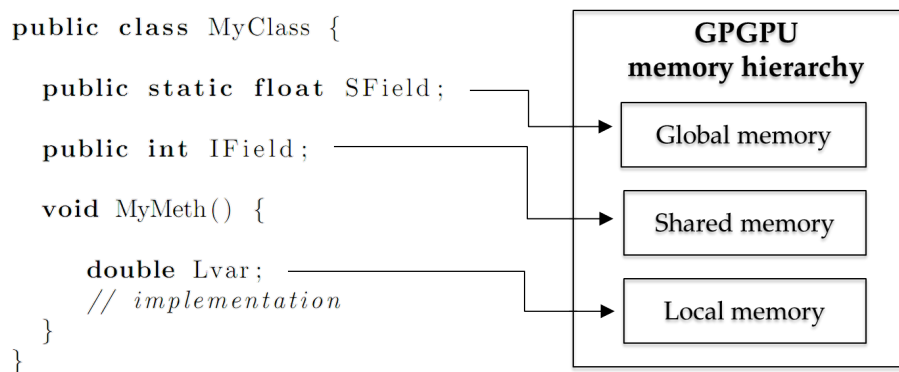 public class MyClass {
public static float SField;
public int IField;
void MyMeth() {
double Lvar;
// implementation
}
}
GPGPU
memory hierarchy
Global memory
Shared memory
Local memory